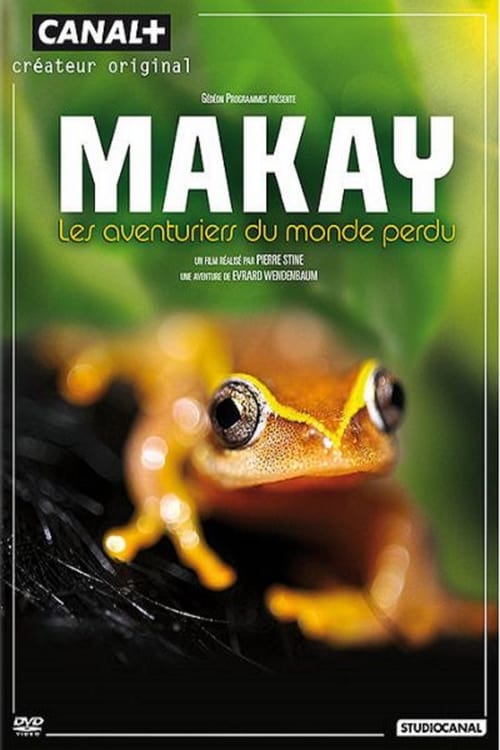 CANAL+
créateur original
GÉDÉON PROGRAMMES PRÉSENTE
MAKAY
Les aventuriers du monde perdu
UN FILM RÉALISÉ PAR PIERRE STINE
UNE AVENTURE DE EVRARD WENDENBAUM
DVD
VIDEO
STUDIOCANAL